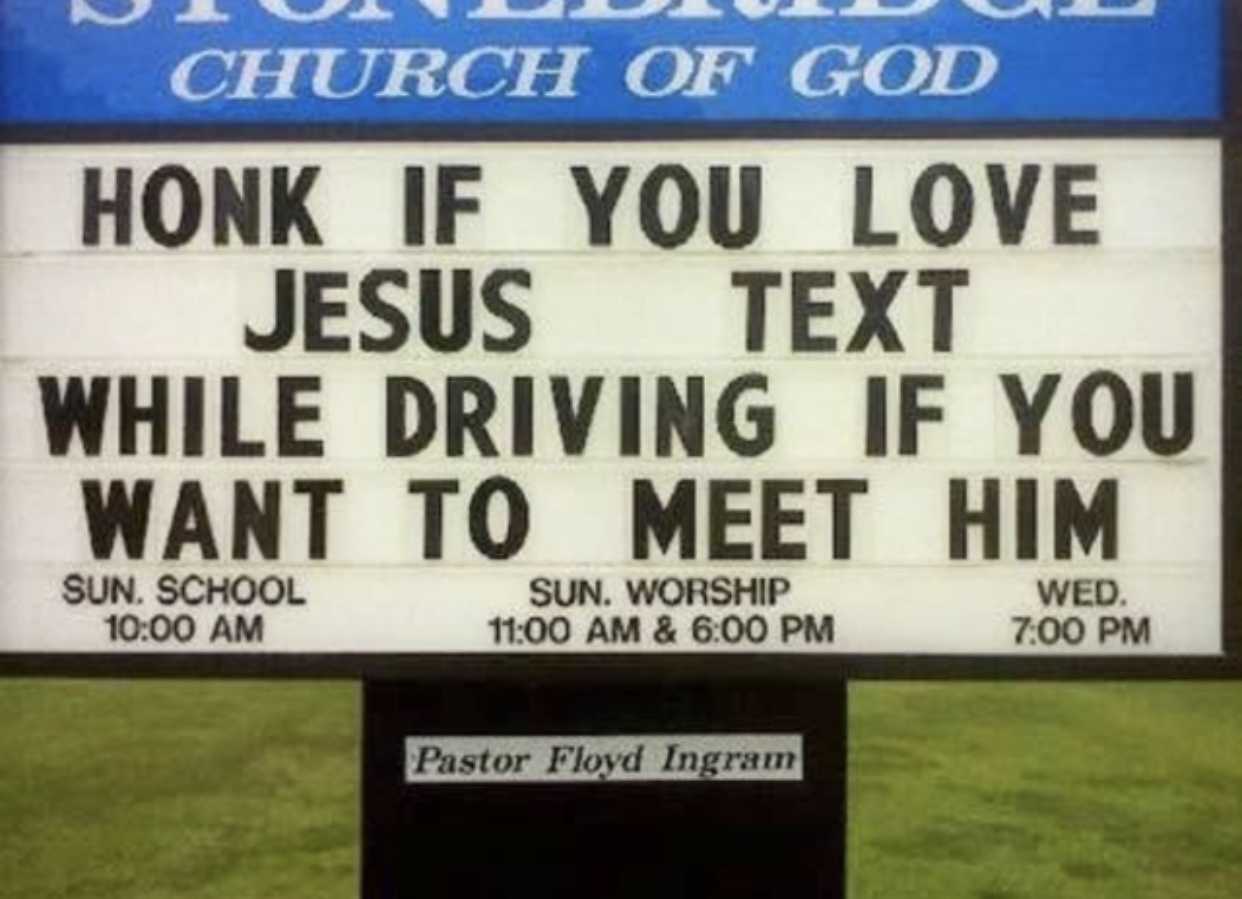 STONEBRIDGE
CHURCH OF GOD
HONK IF YOU LOVE
JESUS TEXT
WHILE DRIVING IF YOU
WANT TO MEET HIM
SUN. SCHOOL SUN. WORSHIP WED.
10:00 AM 11:00 AM & 6:00 PM 7:00 PM
Pastor Floyd Ingram